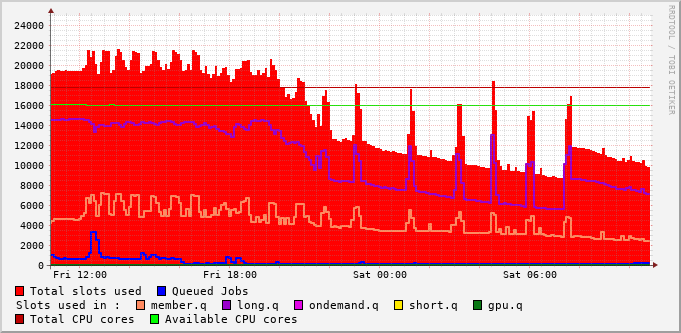 24000
22000
20000
18000
16000
14000
12000
10000
8000
6000
4000
2000
0
Fri 12:00 Fri 18:00 Sat 00:00 Sat 06:00
RRDTOOL / TOBI OETIKER
Total slots used Queued Jobs
Slots used in : member.q long.q ondemand.q short.q gpu.q
Total CPU cores Available CPU cores